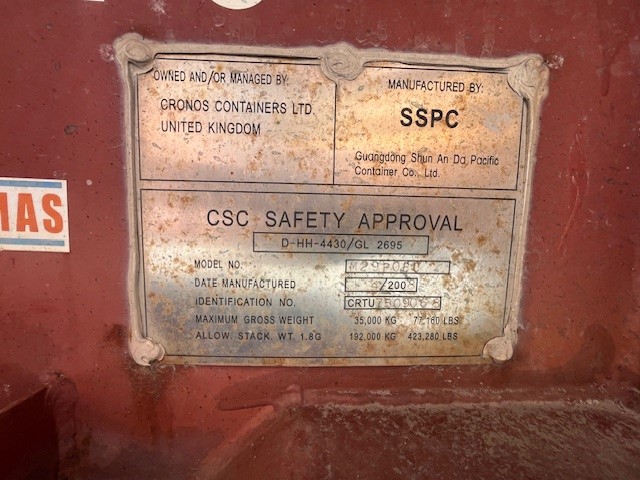 OWNED AND/OR MANAGED BY:
CRONOS CONTAINERS LTD.
UNITED KINGDOM
MANUFACTURED BY:
SSPC
Guangdong Shun An Da Pacific
Container Co., Ltd.
MAS
CSC SAFETY APPROVAL
D-HH-4430/GL 2695
MODEL NO.
DATE MANUFACTURED
IDENTIFICATION NO. CRTU
MAXIMUM GROSS WEIGHT 35,000 KG 77,160 LBS
ALLOW. STACK. WT. 1.8G 192,000 KG 423,280 LBS